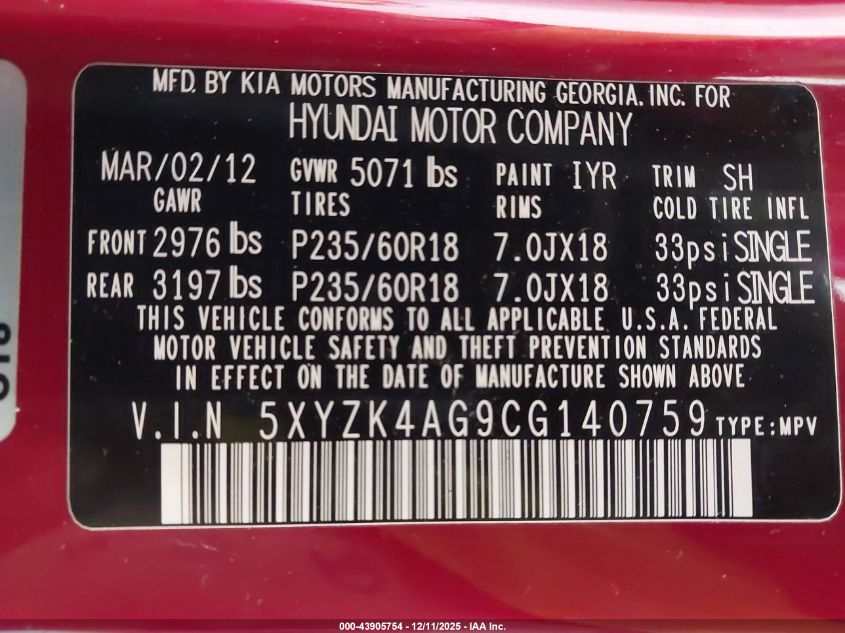 MFD. BY KIA MOTORS MANUFACTURING GEORGIA. INC. FOR
HYUNDAI MOTOR COMPANY
MAR/02/12 GVWR 5071 lbs PAINT IYR TRIM SH
GAWR TIRES RIMS COLD TIRE INFL
FRONT 2976 lbs P235/60R18 7.0JX18 33psi SINGLE
REAR 3197 lbs P235/60R18 7.0JX18 33psi SINGLE
THIS VEHICLE CONFORMS TO ALL APPLICABLE U.S.A. FEDERAL
MOTOR VEHICLE SAFETY AND THEFT PREVENTION STANDARDS
IN EFFECT ON THE DATE OF MANUFACTURE SHOWN ABOVE
V.I.N 5XYZK4AG9CG140759 TYPE:MPV
000-43905754 - 12/11/2025 - IAA Inc.